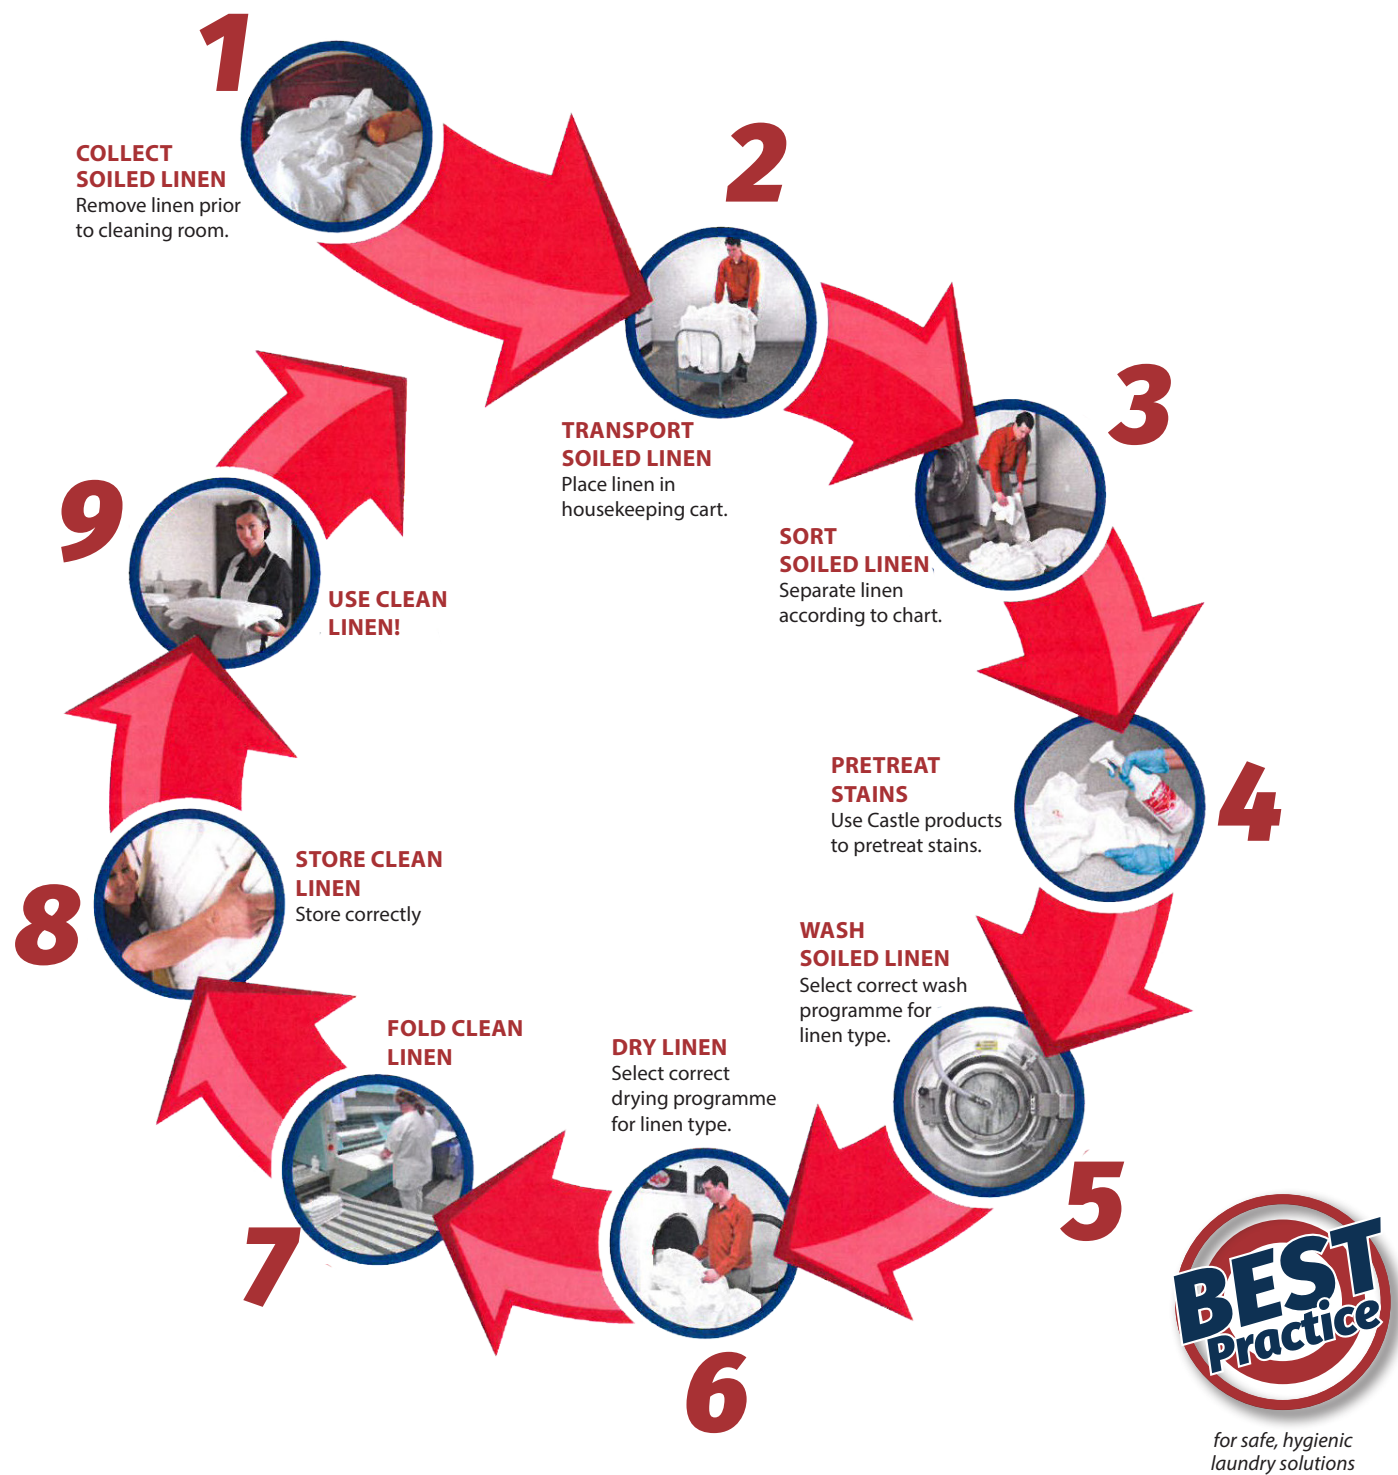 1
COLLECT
SOILED LINEN
Remove linen prior
to cleaning room.
2
TRANSPORT
SOILED LINEN
Place linen in
housekeeping cart.
3
SORT
SOILED LINEN
Separate linen
according to chart.
4
PRETREAT
STAINS
Use Castle products
to pretreat stains.
5
WASH
SOILED LINEN
Select correct wash
programme for
linen type.
6
DRY LINEN
Select correct
drying programme
for linen type.
7
FOLD CLEAN
LINEN
8
STORE CLEAN
LINEN
Store correctly
9
USE CLEAN
LINEN!
BEST
Practice
for safe, hygienic
laundry solutions